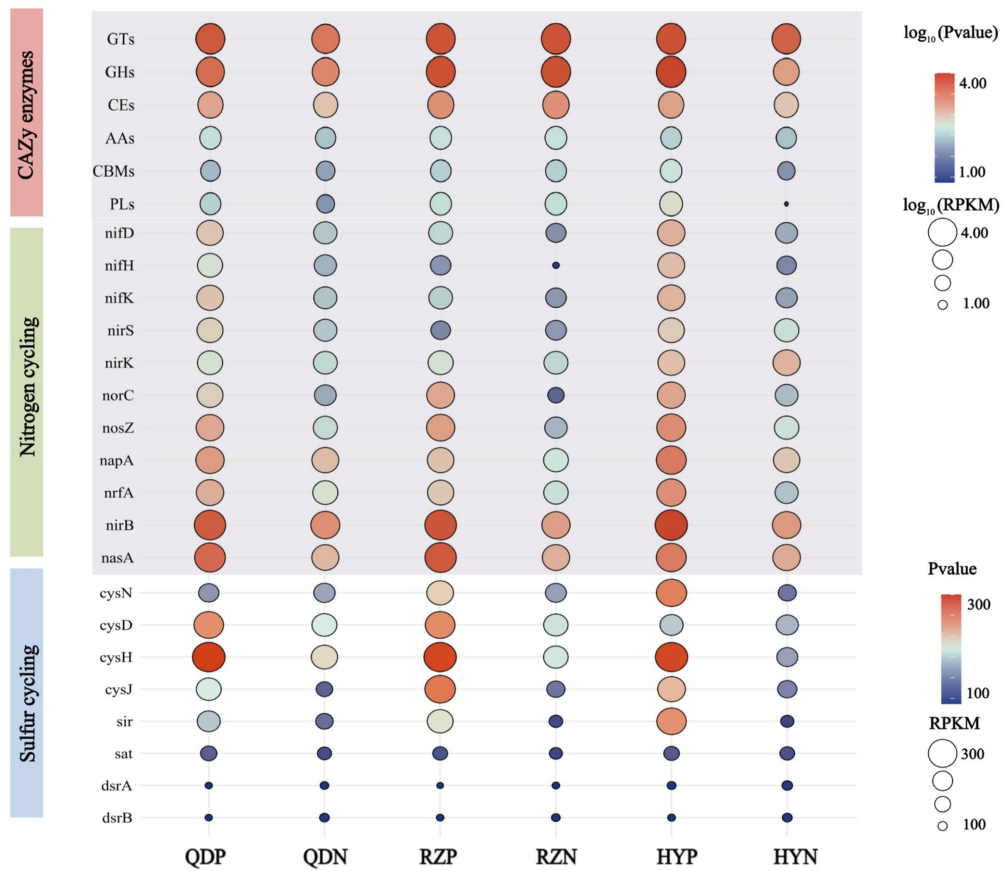 CAZy enzymes
GTs
GHs
CEs
AAs
CBMs
PLs
Nitrogen cycling
nifD
nifH
nifK
nirS
nirK
norC
nosZ
napA
nrfA
nirB
nasA
Sulfur cycling
cysN
cysD
cysH
cysJ
sir
sat
dsrA
dsrB
QDP QDN RZP RZN HYP HYN
log₁₀(Pvalue)
4.00
1.00
log₁₀(RPKM)
4.00
1.00
Pvalue
300
100
RPKM
300
100